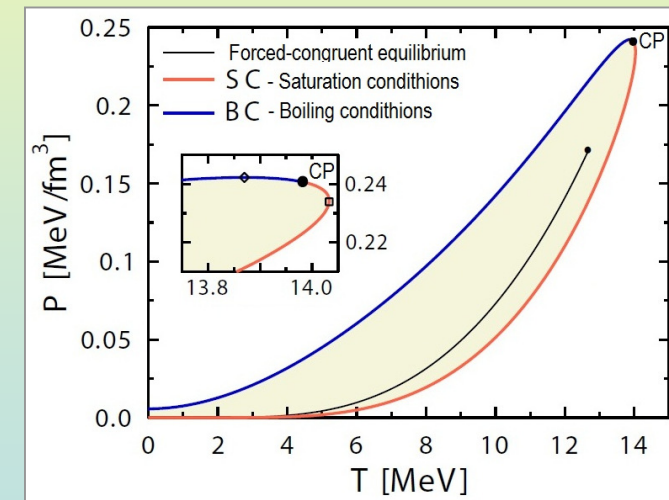 0.25
0.2
0.15
0.1
0.05
0.0
P [MeV/fm³]
Forced-congruent equilibrium
S C - Saturation condithions
B C - Boiling condithions
CP
CP
0.24
0.22
13.8 14.0
0 2 4 6 8 10 12 14
T [MeV]